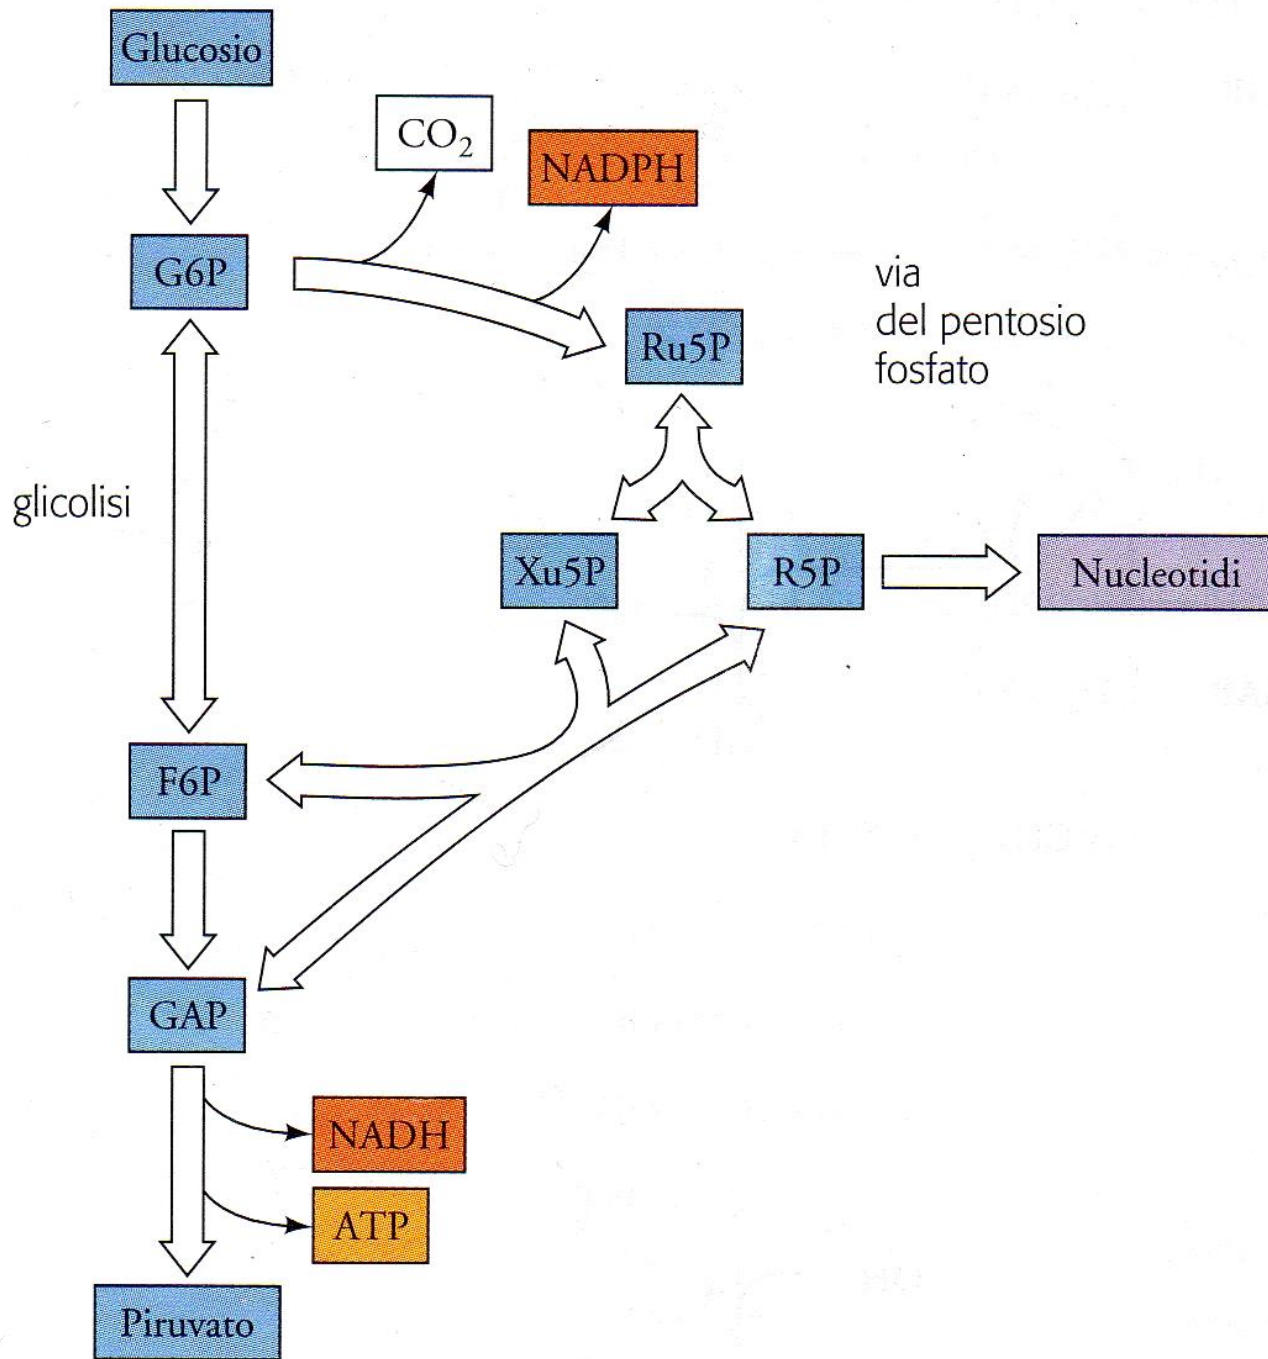 Glucosio
CO₂
NADPH
G6P
via
del pentosio
fosfato
Ru5P
glicolisi
Xu5P
R5P
Nucleotidi
F6P
GAP
NADH
ATP
Piruvato